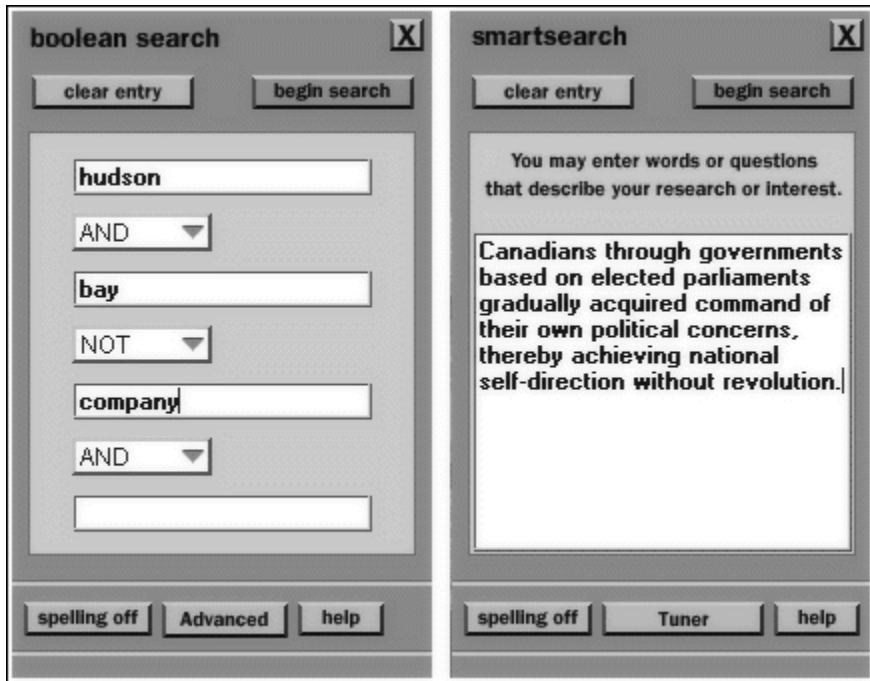 boolean search X
clear entry begin search
hudson
AND
bay
NOT
company
AND
spelling off Advanced help
smartsearch X
clear entry begin search
You may enter words or questions
that describe your research or interest.
Canadians through governments
based on elected parliaments
gradually acquired command of
their own political concerns,
thereby achieving national
self-direction without revolution.
spelling off Tuner help